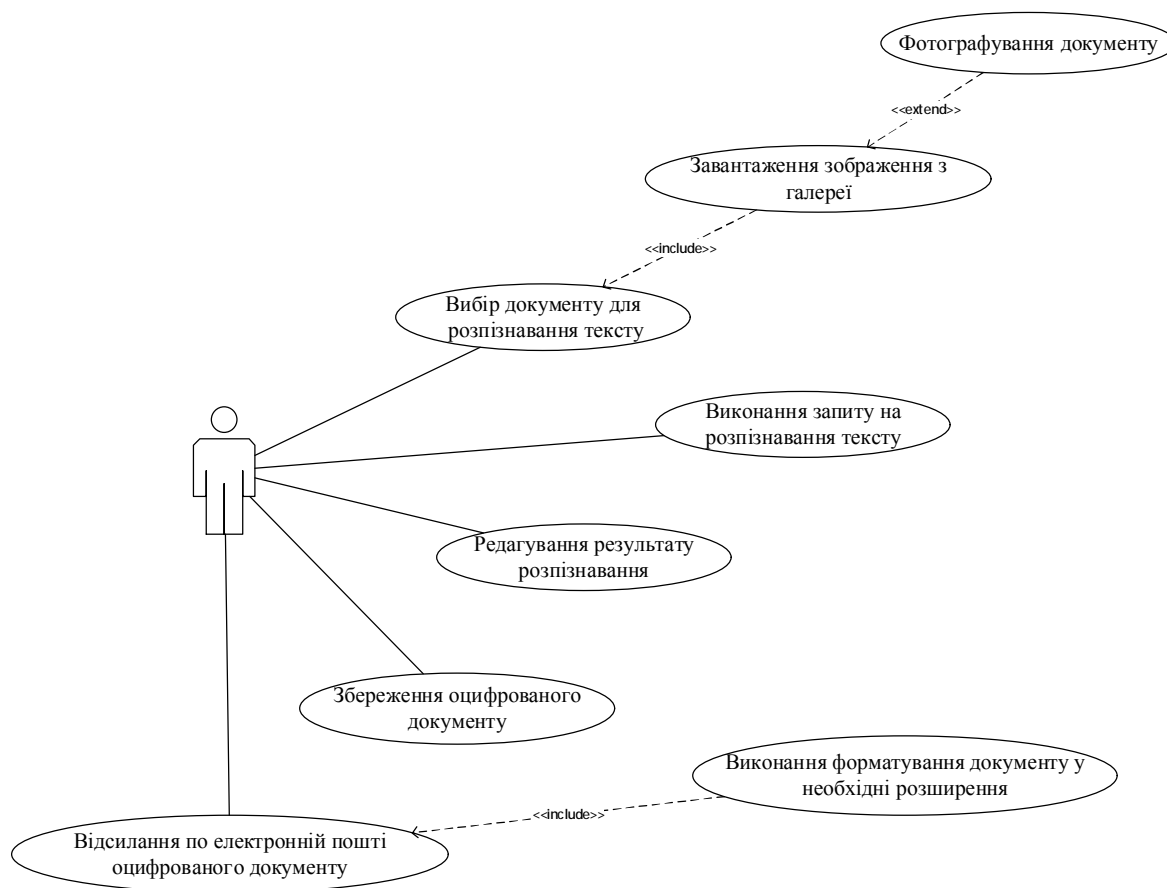 Фотографування документу
<<extend>>
Завантаження зображення з
галереї
<<include>>
Вибір документу для
розпізнавання тексту
Виконання запиту на
розпізнавання тексту
Редагування результату
розпізнавання
Збереження оцифрованого
документу
Виконання форматування документу у
необхідні розширення
<<include>>
Відсилання по електронній пошті
оцифрованого документу